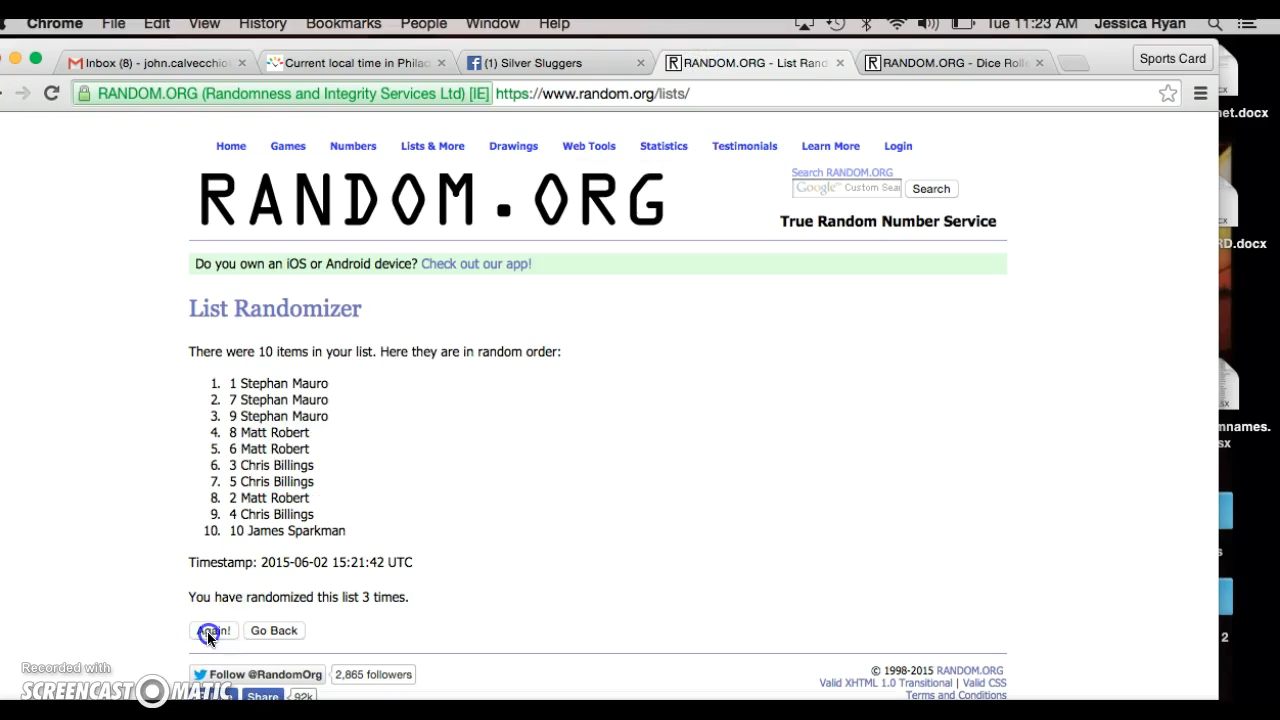 Chrome File Edit View History Bookmarks People Window Help Tue 11:23 AM Jessica Ryan
Inbox (8) - john.calvecchio Current local time in Philad (1) Silver Sluggers RANDOM.ORG - List Rand RANDOM.ORG - Dice Rolle Sports Card
RANDOM.ORG (Randomness and Integrity Services Ltd) [IE] https://www.random.org/lists/
net.docx
Home Games Numbers Lists & More Drawings Web Tools Statistics Testimonials Learn More Login
Search RANDOM.ORG
Google™ Custom Sear Search
RANDOM.ORG
True Random Number Service
RD.docx
Do you own an iOS or Android device? Check out our app!
List Randomizer
There were 10 items in your list. Here they are in random order:
1. 1 Stephan Mauro
2. 7 Stephan Mauro
3. 9 Stephan Mauro
4. 8 Matt Robert
mnames.
sx
5. 6 Matt Robert
6. 3 Chris Billings
7. 5 Chris Billings
8. 2 Matt Robert
9. 4 Chris Billings
10. 10 James Sparkman
s
Timestamp: 2015-06-02 15:21:42 UTC
You have randomized this list 3 times.
Again! Go Back
2
Follow @RandomOrg 2,865 followers
© 1998-2015 RANDOM.ORG
Valid XHTML 1.0 Transitional | Valid CSS
Terms and Conditions
Share 92k
Recorded with
SCREENCAST MATIC